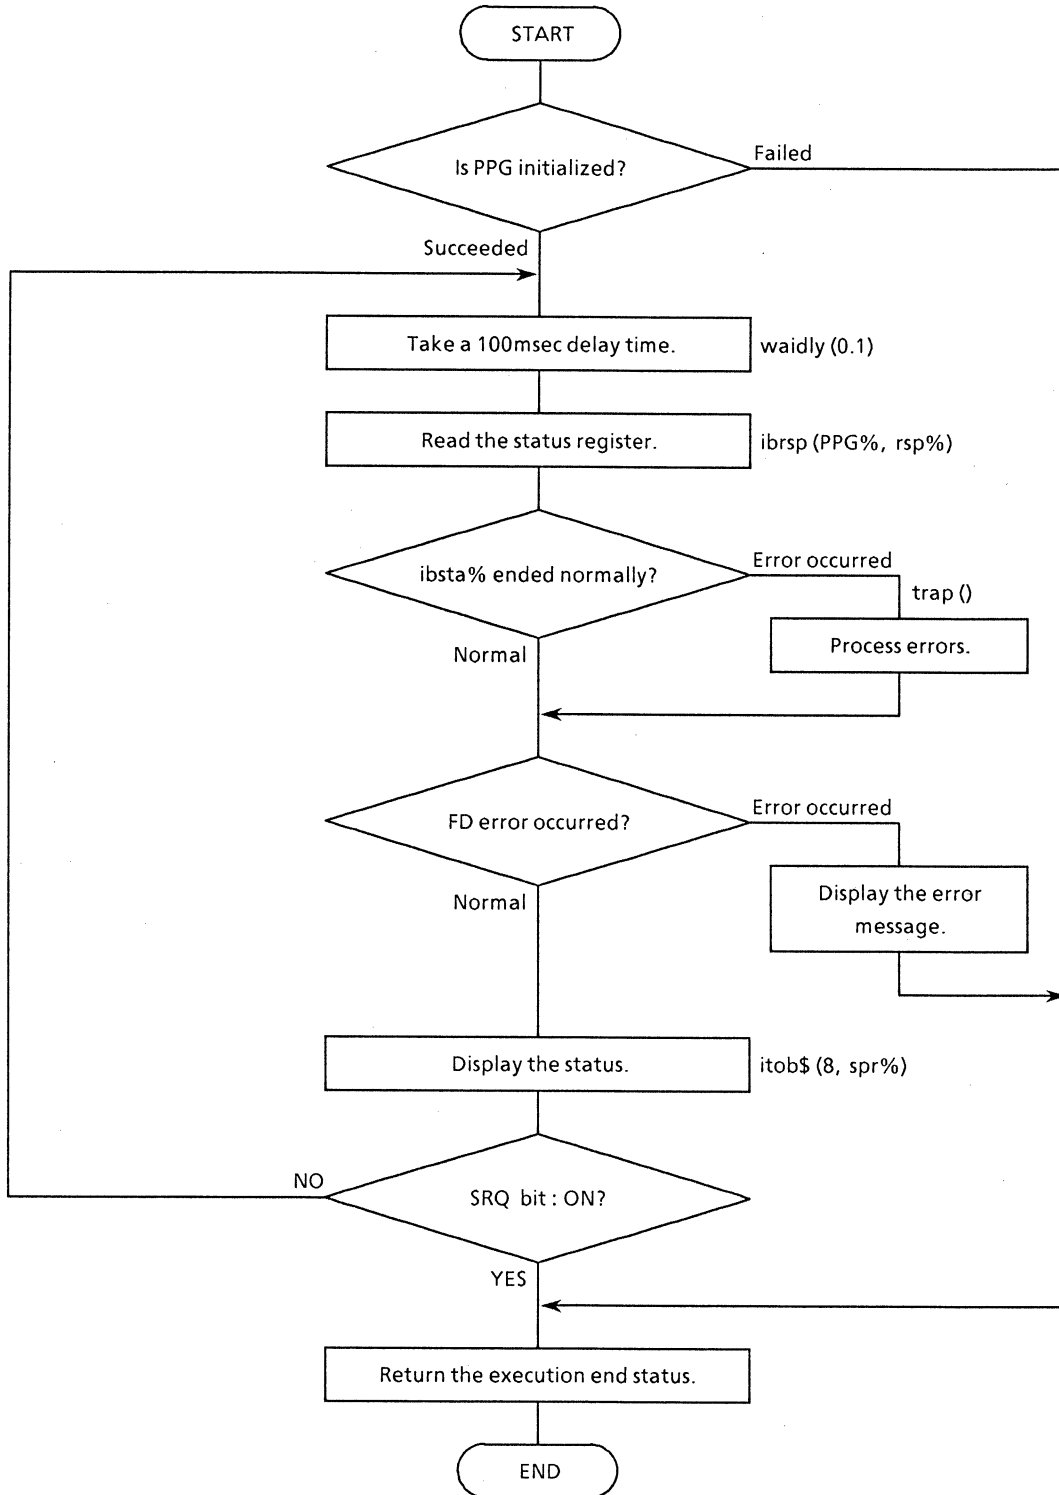 START
Is PPG initialized?
Failed
Succeeded
Take a 100msec delay time.
waidly (0.1)
Read the status register.
ibrsp (PPG%, rsp%)
ibsta% ended normally?
Error occurred
trap ()
Process errors.
Normal
FD error occurred?
Error occurred
Display the error
message.
Normal
Display the status.
itob$ (8, spr%)
NO
SRQ bit : ON?
YES
Return the execution end status.
END